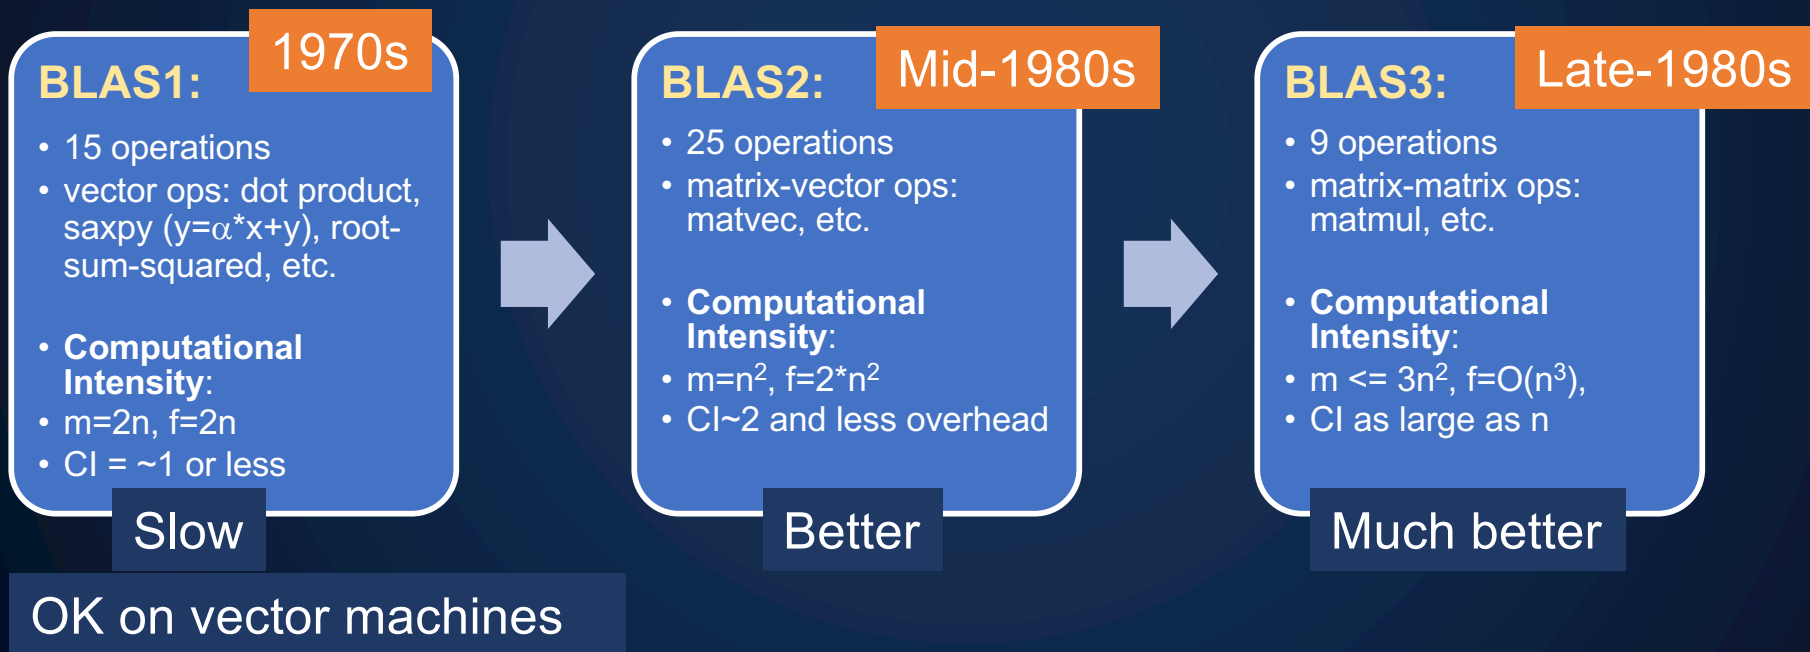 1970s
BLAS1:
• 15 operations
• vector ops: dot product,
saxpy (y=α*x+y), root-
sum-squared, etc.
• Computational
Intensity:
• m=2n, f=2n
• CI = ~1 or less
Slow
OK on vector machines
Mid-1980s
BLAS2:
• 25 operations
• matrix-vector ops:
matvec, etc.
• Computational
Intensity:
• m=n², f=2*n²
• CI~2 and less overhead
Better
Late-1980s
BLAS3:
• 9 operations
• matrix-matrix ops:
matmul, etc.
• Computational
Intensity:
• m <= 3n², f=O(n³),
• CI as large as n
Much better